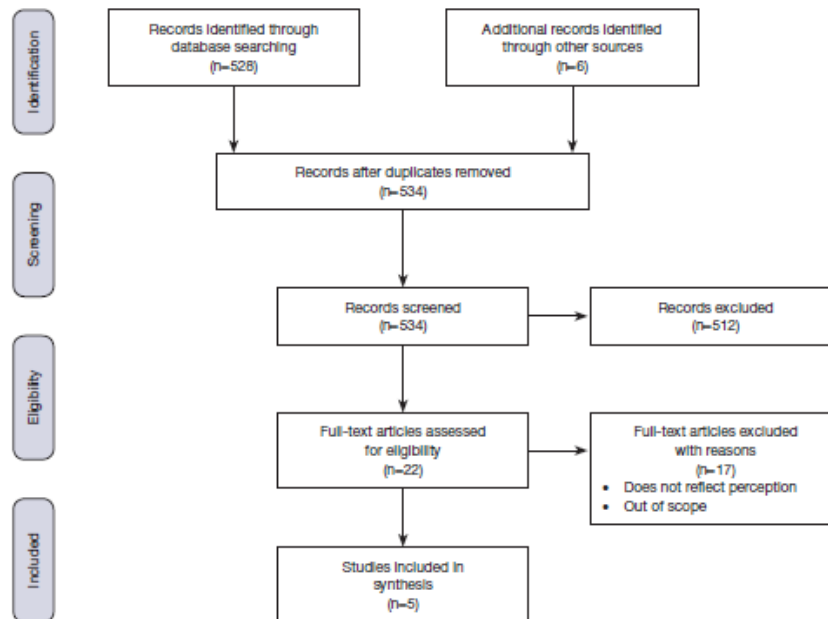 Identification
Records identified through
database searching
(n=528)
Additional records identified
through other sources
(n=6)
Records after duplicates removed
(n=534)
Screening
Records screened
(n=534)
Records excluded
(n=512)
Eligibility
Full-text articles assessed
for eligibility
(n=22)
Full-text articles excluded
with reasons
(n=17)
• Does not reflect perception
• Out of scope
Included
Studies included in
synthesis
(n=5)